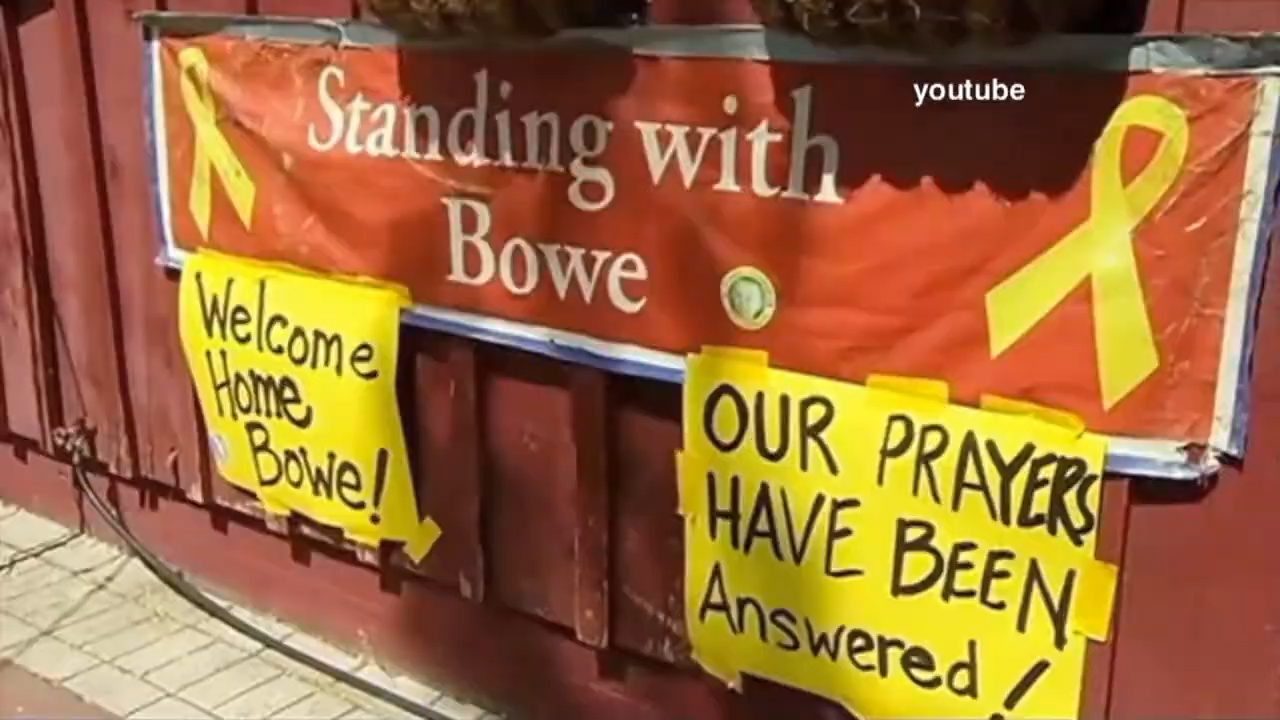 youtube
Standing with
Bowe
Welcome
Home
Bowe!
OUR PRAYERS
HAVE BEEN
Answered!